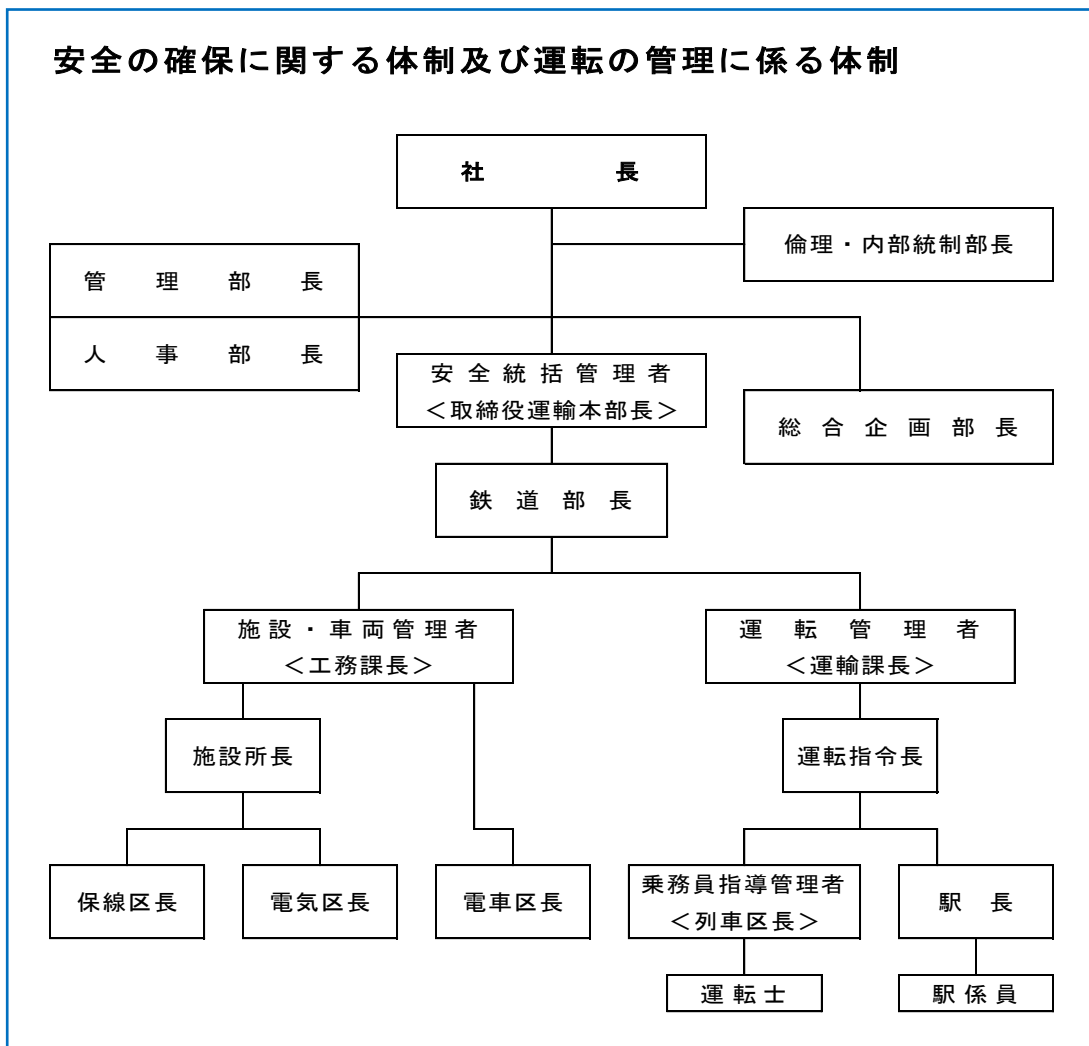 安全の確保に関する体制及び運転の管理に係る体制
社長
倫理・内部統制部長
管理部長
人事部長
安全統括管理者
<取締役運輸本部長>
総合企画部長
鉄道部長
施設・車両管理者
<工務課長>
運転管理者
<運輸課長>
施設所長
運転指令長
保線区長
電気区長
電車区長
乗務員指導管理者
<列車区長>
駅長
運転士
駅係員